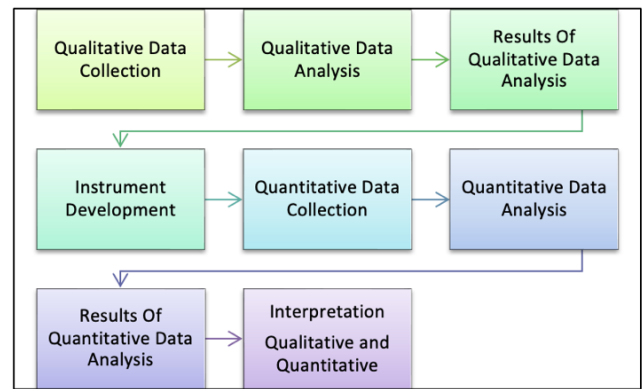 Qualitative Data
Collection
Qualitative Data
Analysis
Results Of
Qualitative Data
Analysis
Instrument
Development
Quantitative Data
Collection
Quantitative Data
Analysis
Results Of
Quantitative Data
Analysis
Interpretation
Qualitative and
Quantitative